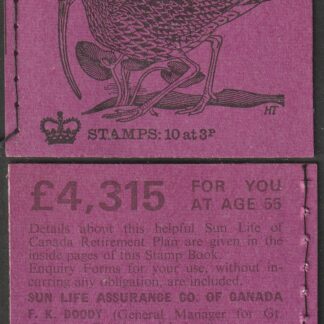 HT
STAMPS: 10 at 3P
£4,315 FOR YOU
AT AGE 55
Details about this helpful Sun Life of
Canada Retirement Plan are given in the
inside pages of this Stamp Book.
Enquiry Forms for your use, without in-
curring any obligation, are included.
SUN LIFE ASSURANCE CO. OF CANADA
F. K. DOODY (General Manager for Gt.